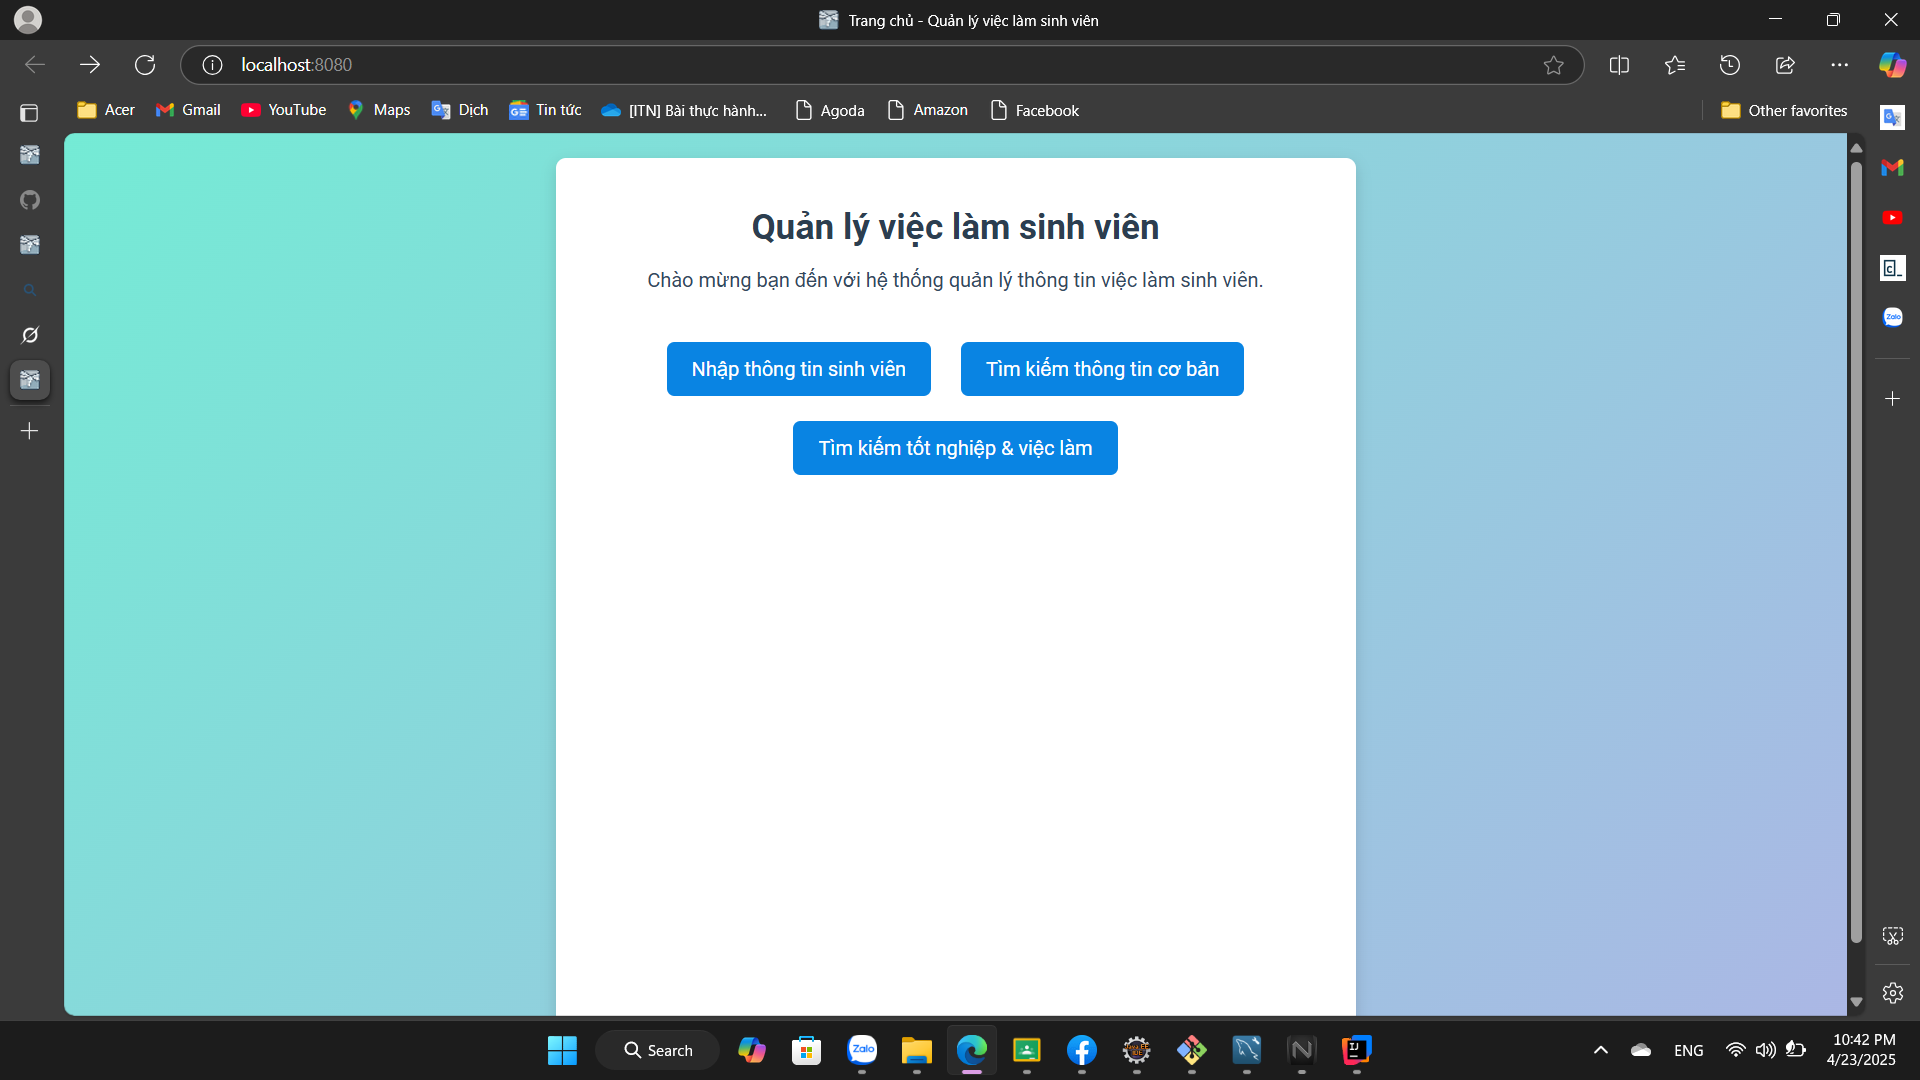 Trang chủ - Quản lý việc làm sinh viên
localhost:8080
Acer Gmail YouTube Maps Dịch Tin tức [ITN] Bài thực hành... Agoda Amazon Facebook Other favorites
Quản lý việc làm sinh viên
Chào mừng bạn đến với hệ thống quản lý thông tin việc làm sinh viên.
Nhập thông tin sinh viên Tìm kiếm thông tin cơ bản
Tìm kiếm tốt nghiệp & việc làm
Zalo
Search Zalo ENG 10:42 PM
4/23/2025